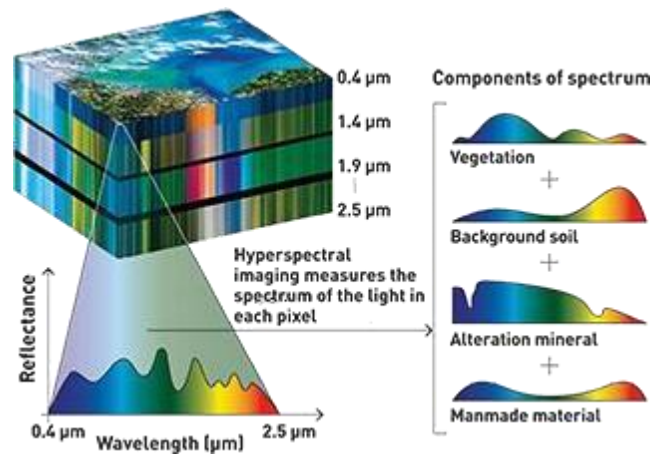 0.4 µm
1.4 µm
1.9 µm
2.5 µm
Hyperspectral
imaging measures the
spectrum of the light in
each pixel
Reflectance
0.4 µm
2.5 µm
Wavelength (µm)
Components of spectrum
Vegetation
+
Background soil
+
Alteration mineral
+
Manmade material